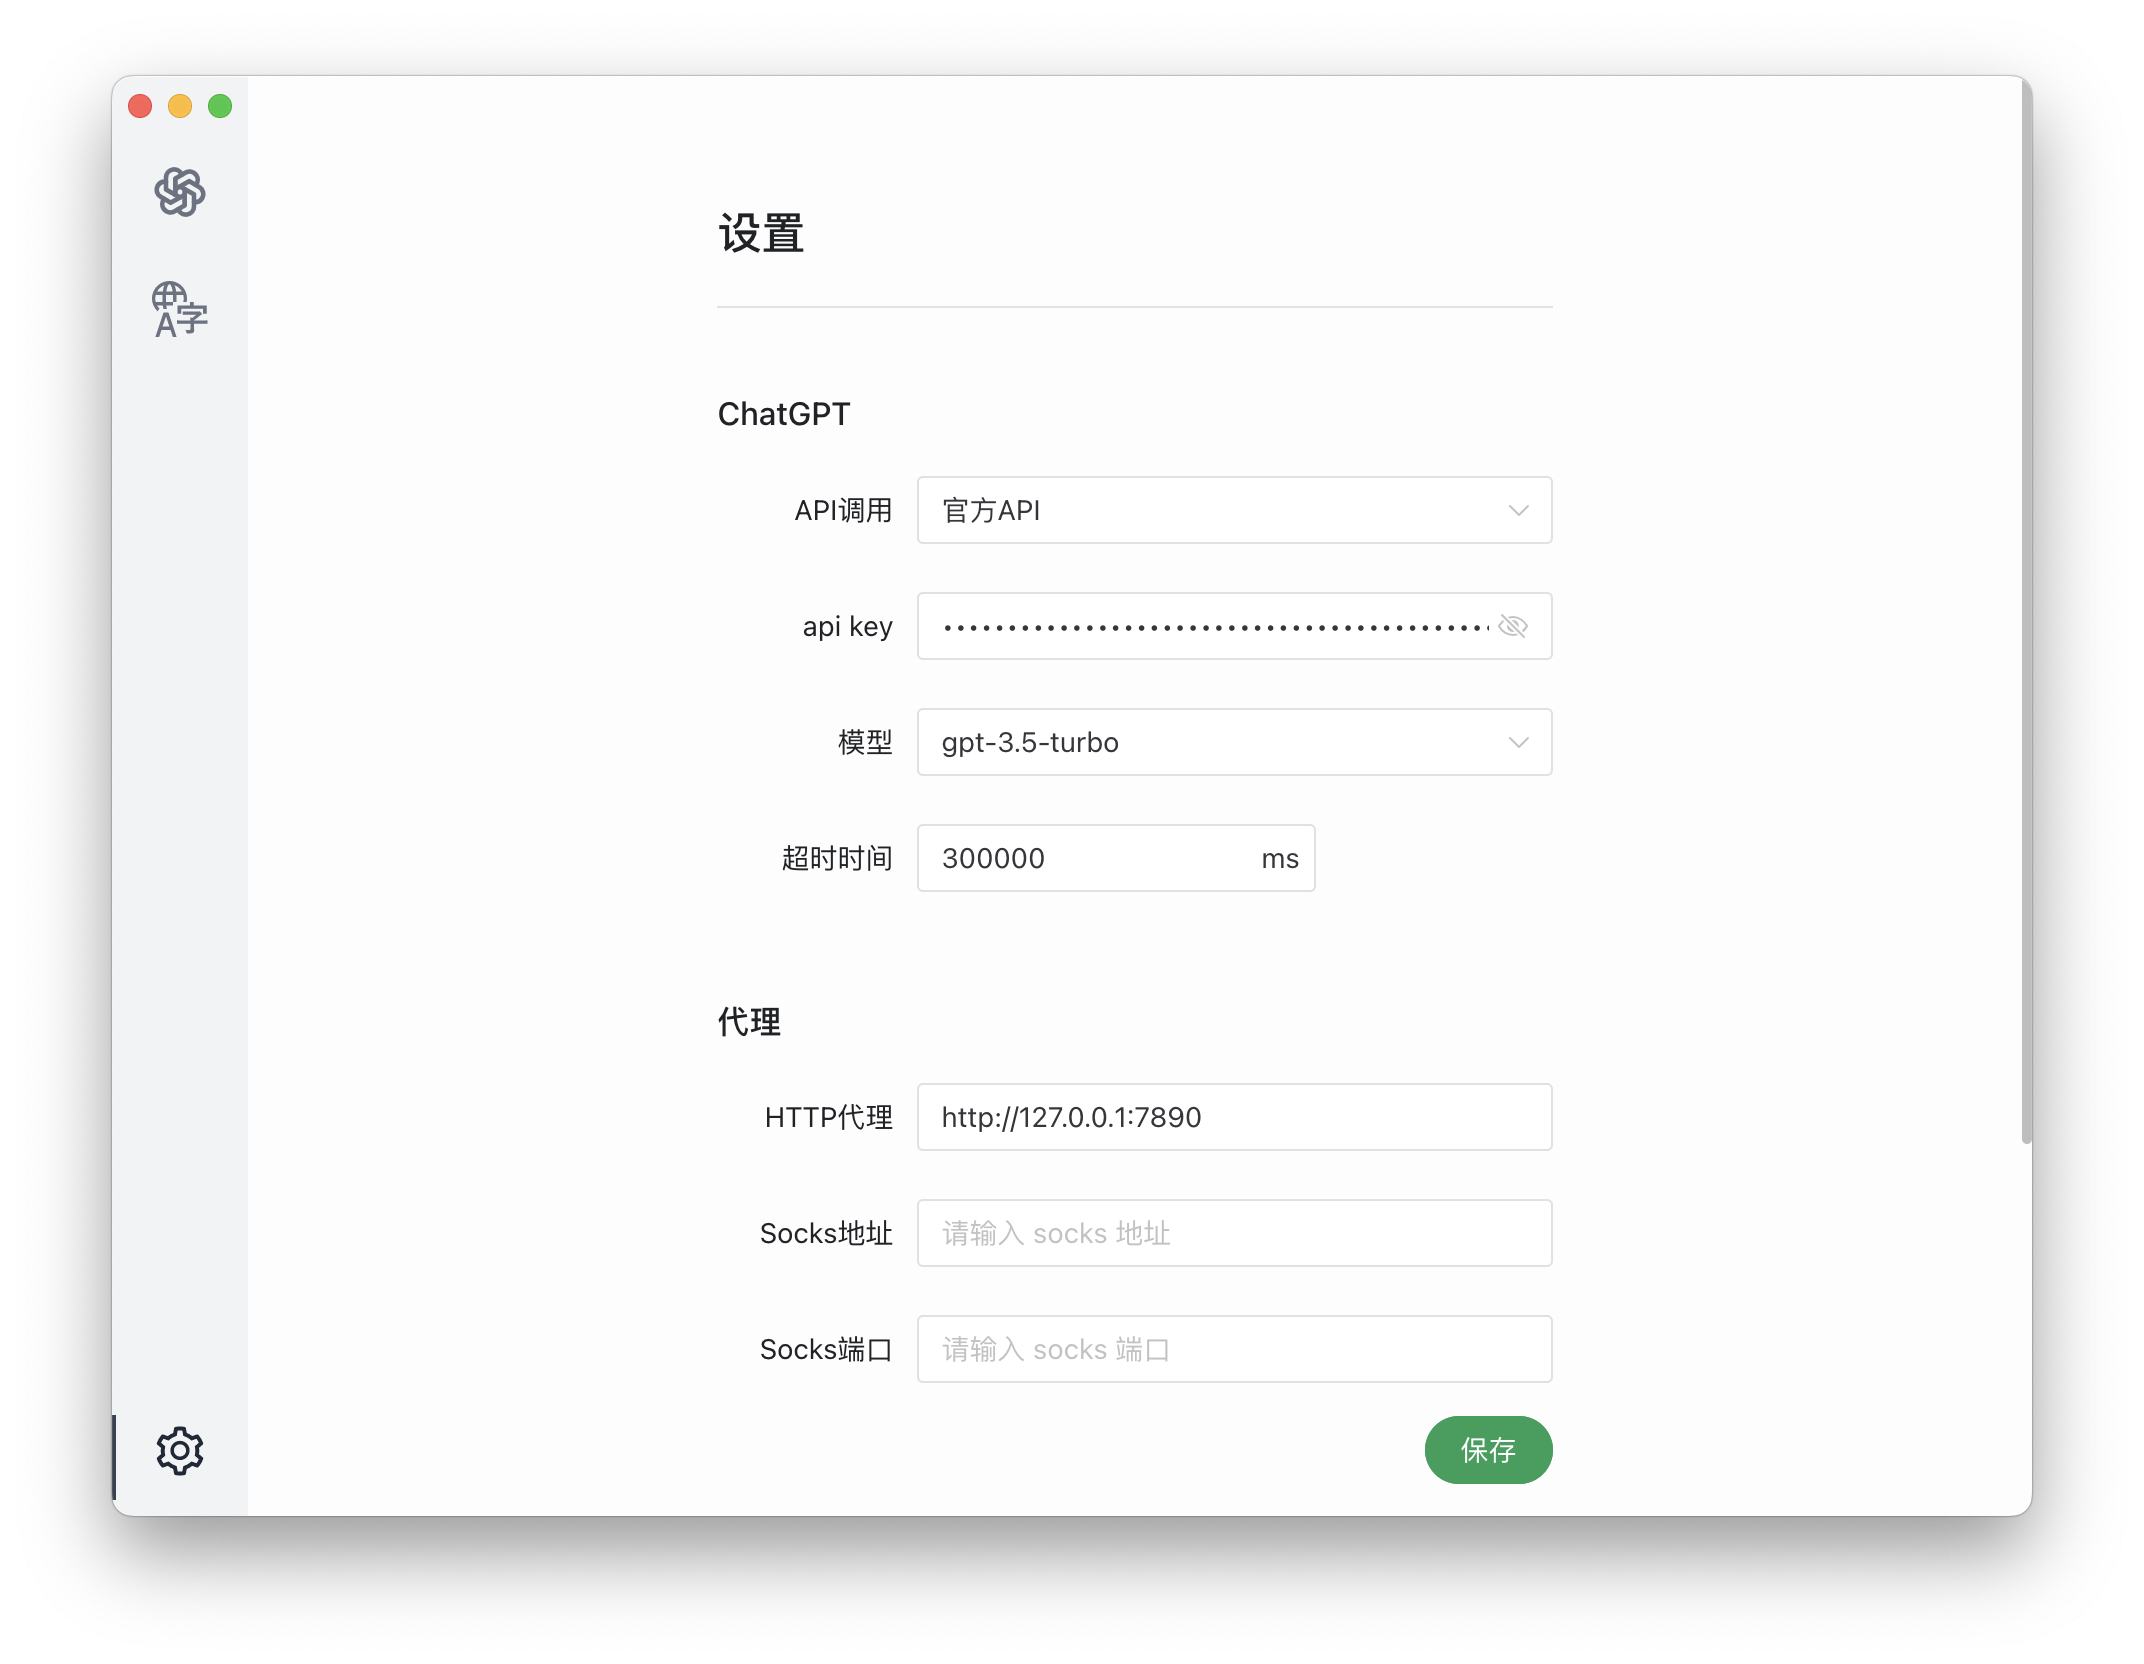 A字
设置
ChatGPT
API调用 官方API
api key
模型 gpt-3.5-turbo
超时时间 300000 ms
代理
HTTP代理 http://127.0.0.1:7890
Socks地址 请输入 socks 地址
Socks端口 请输入 socks 端口
保存